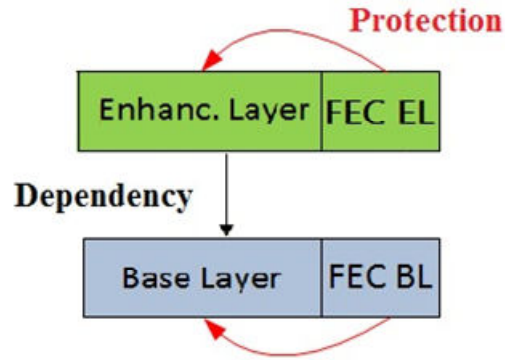 Protection
Enhanc. Layer FEC EL
Dependency
Base Layer FEC BL